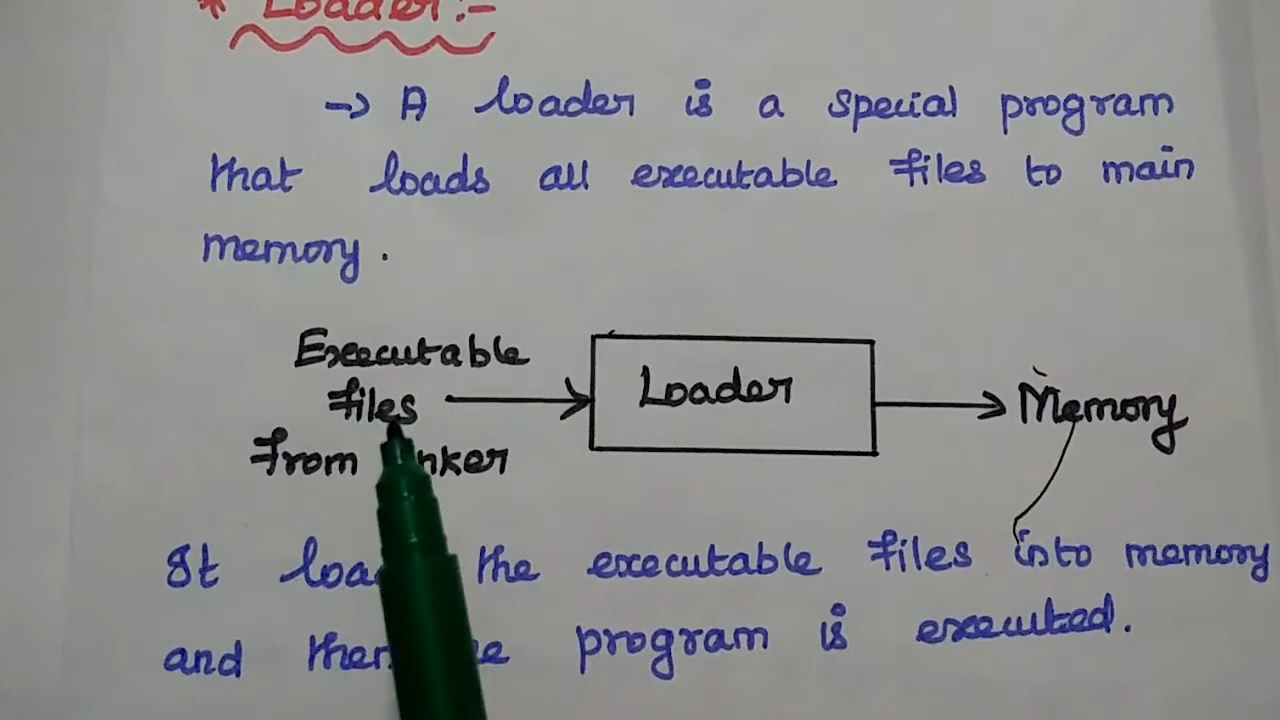 * Loader:-
→ A loader is a special program
that loads all executable files to main
memory.
Executable
files
from
Loader
Memory
It the executable files into memory
and program is executed.